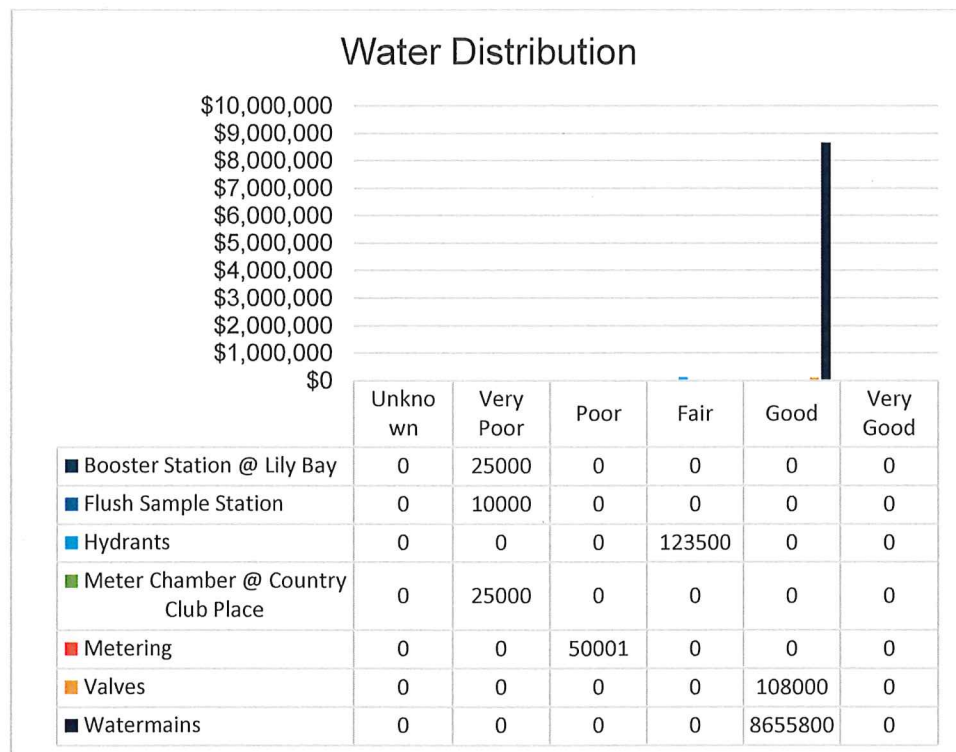 Water Distribution
$10,000,000
$9,000,000
$8,000,000
$7,000,000
$6,000,000
$5,000,000
$4,000,000
$3,000,000
$2,000,000
$1,000,000
$0
Unkno
wn
Very
Poor
Poor
Fair
Good
Very
Good
Booster Station @ Lily Bay 0 25000 0 0 0 0
Flush Sample Station 0 10000 0 0 0 0
Hydrants 0 0 0 123500 0 0
Meter Chamber @ Country
Club Place 0 25000 0 0 0 0
Metering 0 0 50001 0 0 0
Valves 0 0 0 0 108000 0
Watermains 0 0 0 0 8655800 0